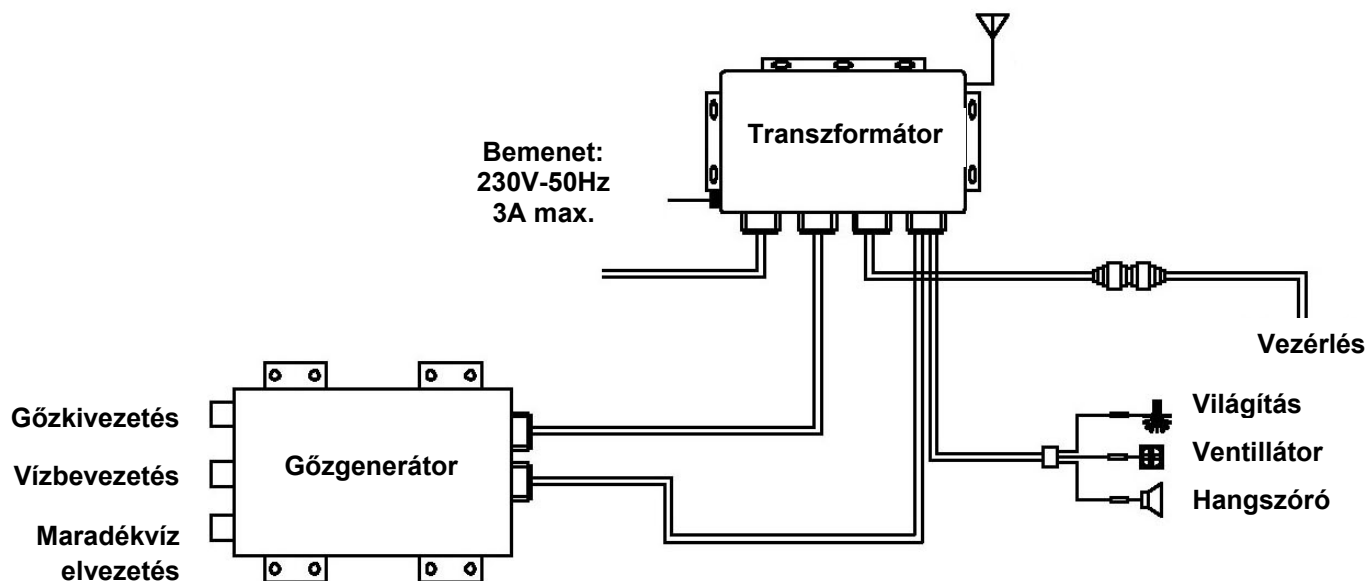 Transzformátor
Bemenet:
230V-50Hz
3A max.
Vezérlés
Gőzkivezetés
Vízbevezetés
Maradékvíz
elvezetés
Gőzgenerátor
Világítás
Ventillátor
Hangszóró